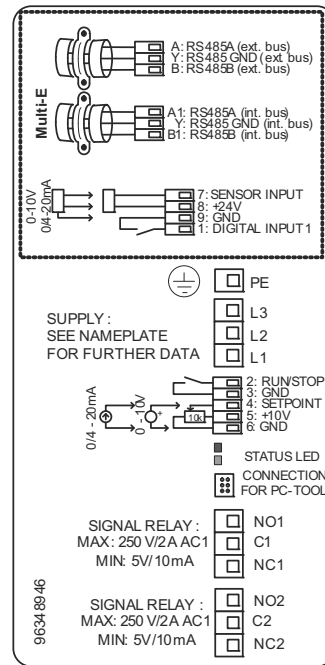 Multi-E
A: RS485A (ext. bus)
Y: RS485 GND (ext bus)
B: RS485B (ext. bus)
A1: RS485A (int. bus)
Y: RS485 GND (int. bus)
B1: RS485B (int. bus)
0-10V
0/4-20mA
7: SENSOR INPUT
8: +24V
9: GND
1: DIGITAL INPUT 1
PE
SUPPLY :
SEE NAMEPLATE
FOR FURTHER DATA
L3
L2
L1
0/4 - 20mA
0 - 10V
+
10k
2: RUN/STOP
3: GND
4: SETPOINT
5: +10V
6: GND
STATUS LED
CONNECTION
FOR PC-TOOL
SIGNAL RELAY :
MAX: 250 V/2A AC1
MIN: 5V/10mA
NO1
C1
NC1
SIGNAL RELAY :
MAX: 250 V/2A AC1
MIN: 5V/10mA
NO2
C2
NC2
96348946